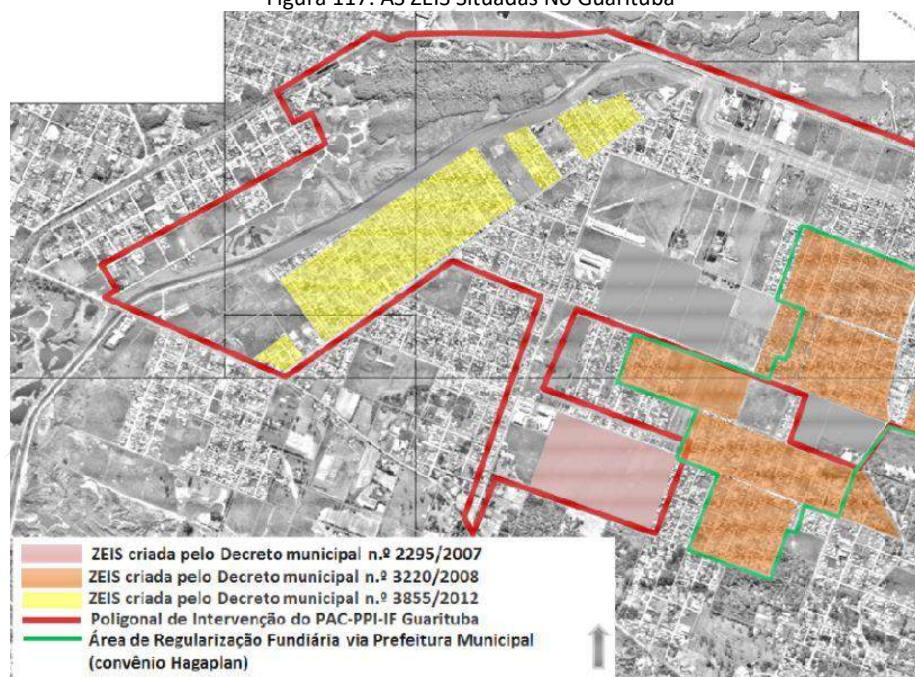 Figura 117: AS ZEIS Situadas No Guarituba
ZEIS criada pelo Decreto municipal n.º 2295/2007
ZEIS criada pelo Decreto municipal n.º 3220/2008
ZEIS criada pelo Decreto municipal n.º 3855/2012
Poligonal de Intervenção do PAC-PPI-IF Guarituba
Área de Regularização Fundiária via Prefeitura Municipal
(convênio Hagaplan)